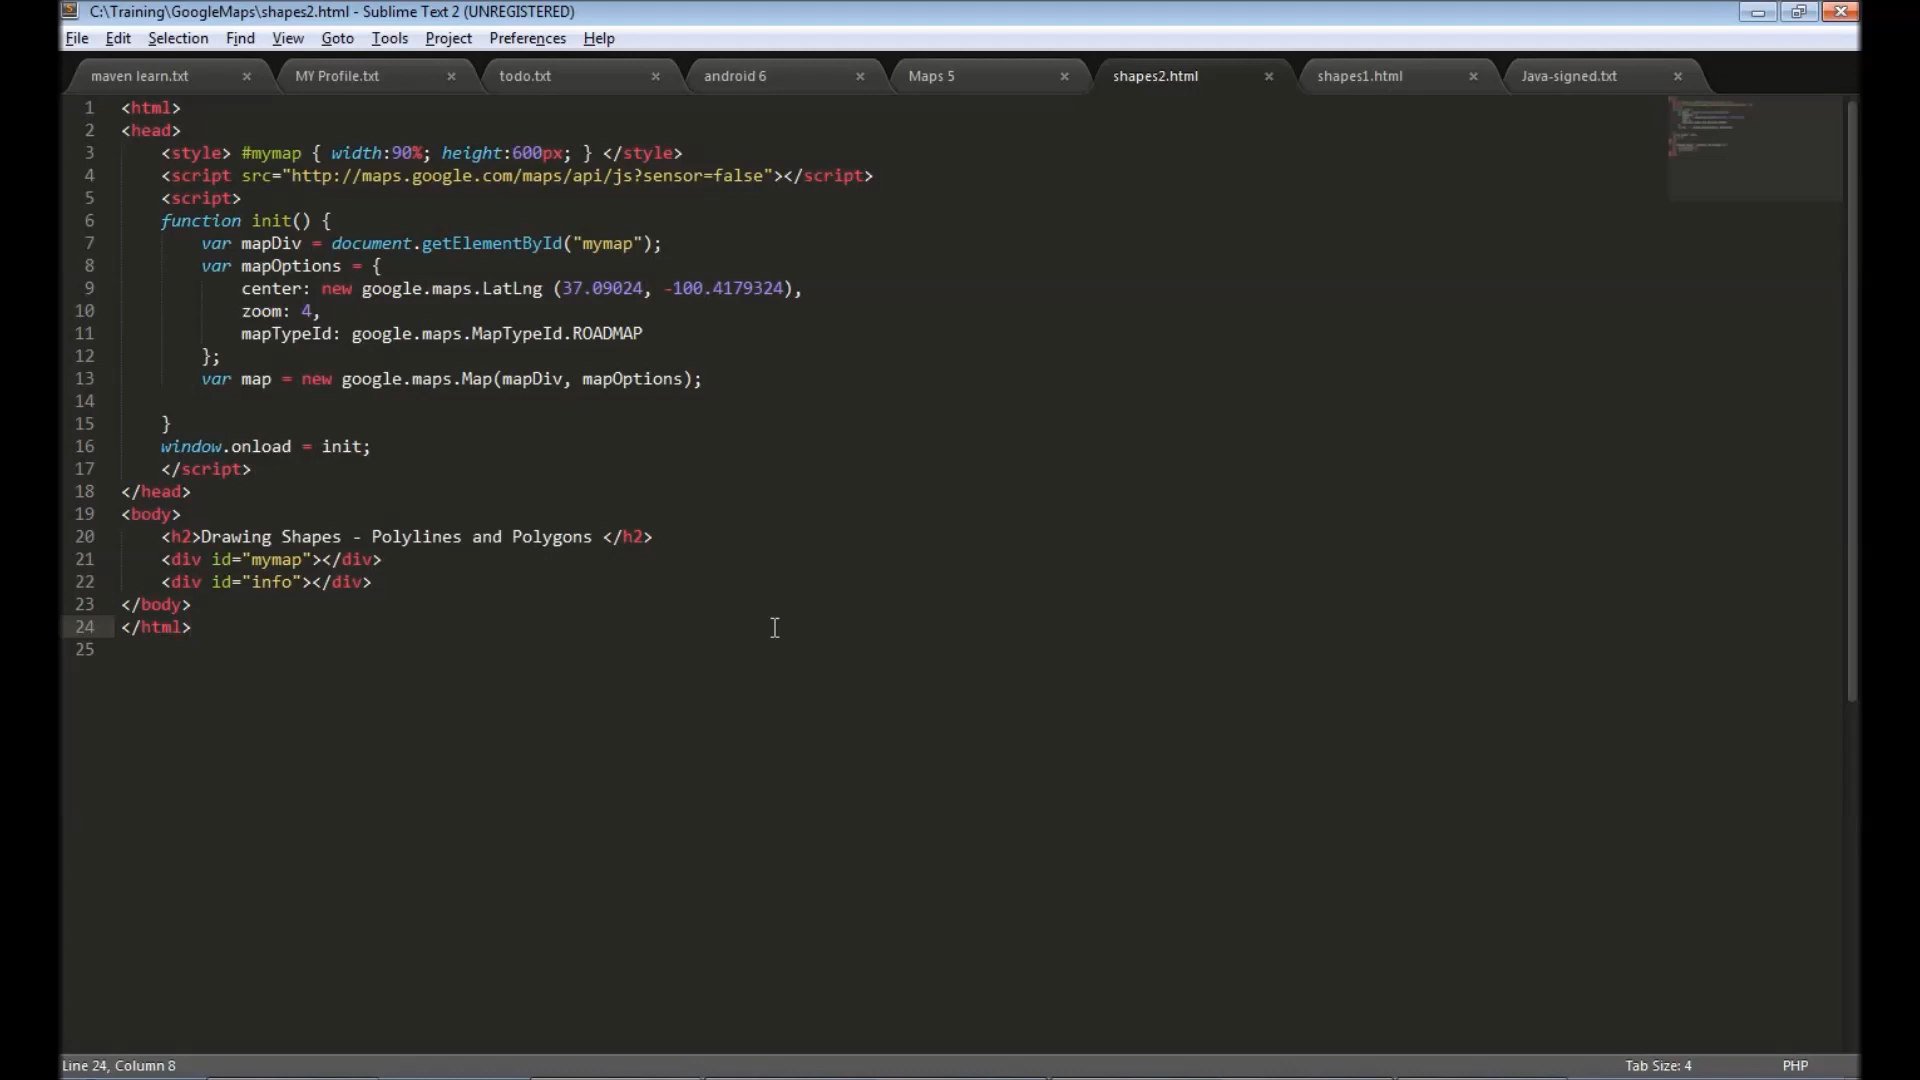 C:\Training\GoogleMaps\shapes2.html - Sublime Text 2 (UNREGISTERED)
File Edit Selection Find View Goto Tools Project Preferences Help
maven learn.txt × MY Profile.txt × todo.txt × android 6 × Maps 5 × shapes2.html × shapes1.html × Java-signed.txt ×
1 <html>
2 <head>
3 <style> #mymap { width:90%; height:600px; } </style>
4 <script src="http://maps.google.com/maps/api/js?sensor=false"></script>
5 <script>
6 function init() {
7 var mapDiv = document.getElementById("mymap");
8 var mapOptions = {
9 center: new google.maps.LatLng (37.09024, -100.4179324),
10 zoom: 4,
11 mapTypeId: google.maps.MapTypeId.ROADMAP
12 };
13 var map = new google.maps.Map(mapDiv, mapOptions);
14
15 }
16 window.onload = init;
17 </script>
18 </head>
19 <body>
20 <h2>Drawing Shapes - Polylines and Polygons </h2>
21 <div id="mymap"></div>
22 <div id="info"></div>
23 </body>
24 </html>
25
Line 24, Column 8 Tab Size: 4 PHP